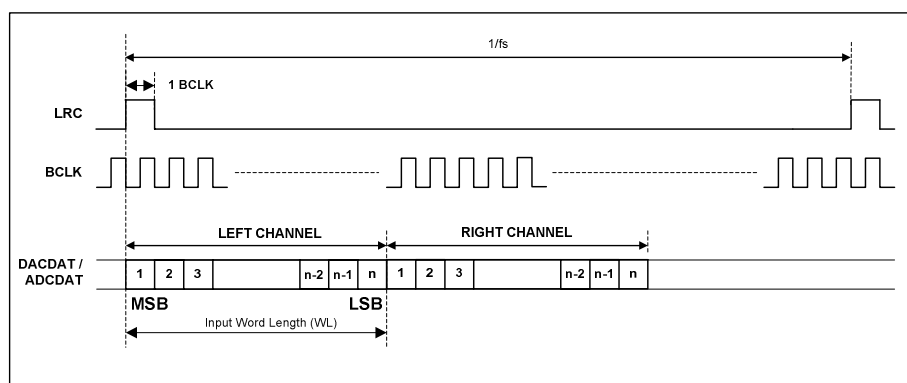 1/fs
1 BCLK
LRC
BCLK
LEFT CHANNEL RIGHT CHANNEL
DACDAT /
ADCDAT
1 2 3 n-2 n-1 n 1 2 3 n-2 n-1 n
MSB LSB
Input Word Length (WL)